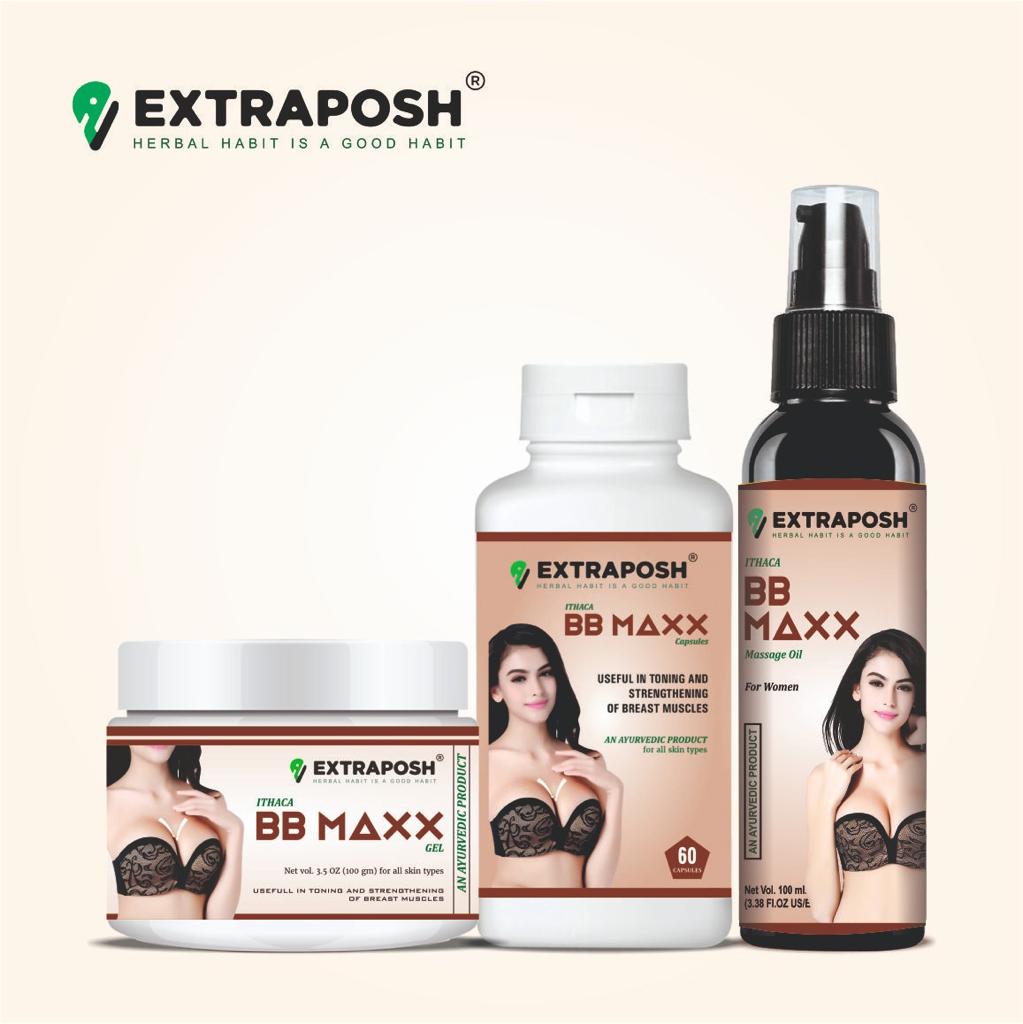 EXTRAPOSH®
HERBAL HABIT IS A GOOD HABIT
EXTRAPOSH®
HERBAL HABIT IS A GOOD HABIT
ITHACA
BB MAXX
GEL
Net vol. 3.5 OZ (100 gm) for all skin types
USEFULL IN TONING AND STRENGTHENING
OF BREAST MUSCLES
AN AYURVEDIC PRODUCT
EXTRAPOSH®
HERBAL HABIT IS A GOOD HABIT
ITHACA
BB MAXX
Capsules
USEFUL IN TONING AND
STRENGTHENING
OF BREAST MUSCLES
AN AYURVEDIC PRODUCT
for all skin types
60
CAPSULES
EXTRAPOSH®
HERBAL HABIT IS A GOOD HABIT
ITHACA
BB
MAXX
Massage Oil
For Women
AN AYURVEDIC PRODUCT
Net Vol. 100 ml.
(3.38 Fl.OZ US/